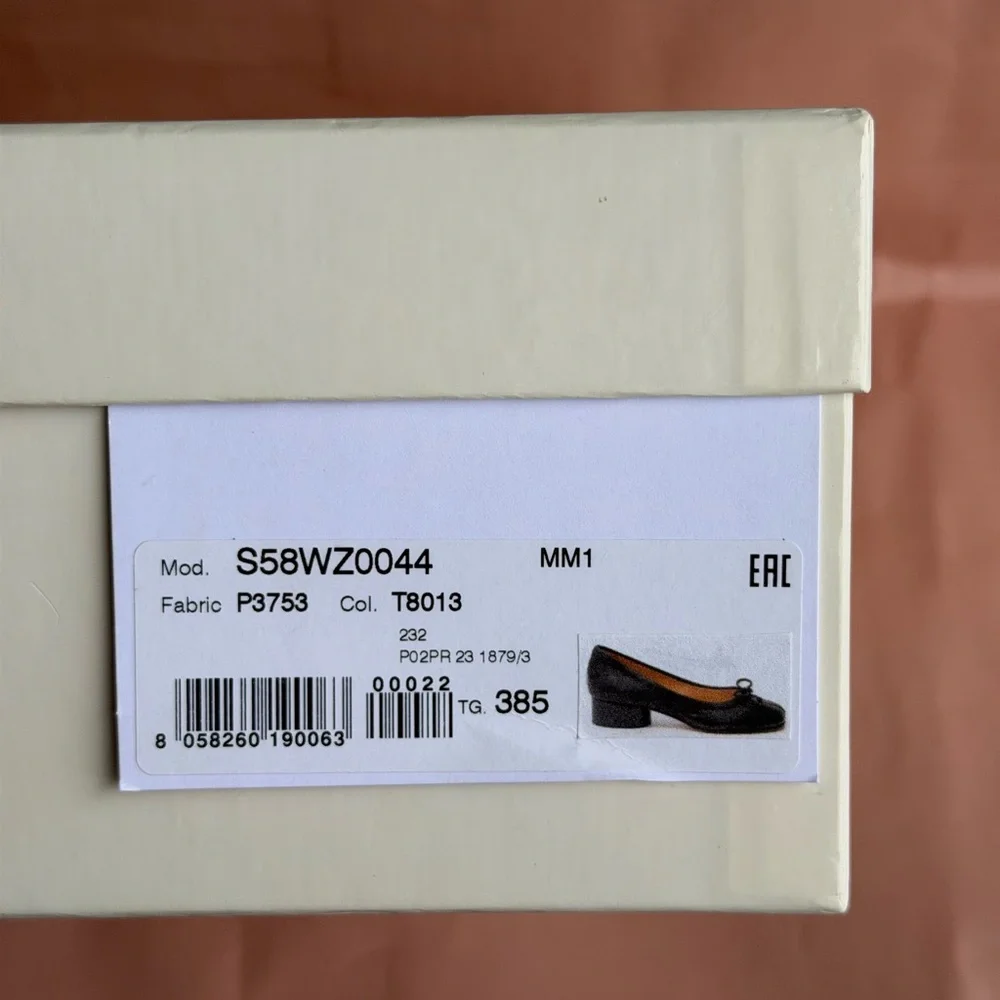 Mod. S58WZ0044 MM1
EAC
Fabric P3753 Col. T8013
232
P02PR 23 1879/3
00022
TG. 385
8 058260 190063